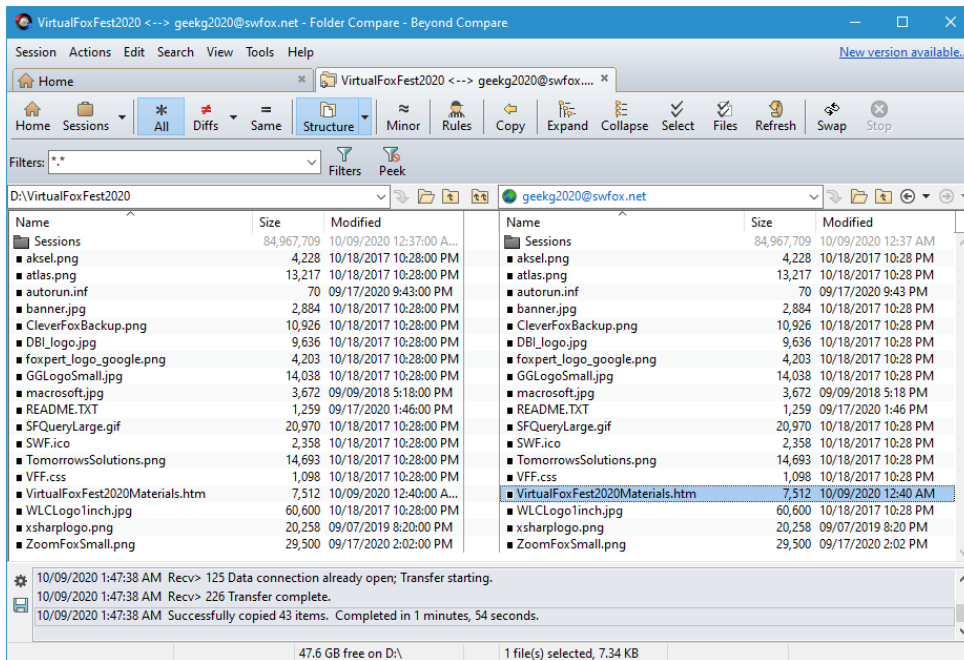 VirtualFoxFest2020 <--> geekg2020@swfox.net - Folder Compare - Beyond Compare
Session Actions Edit Search View Tools Help New version available..
Home VirtualFoxFest2020 <--> geekg2020@swfox....
Home Sessions All Diffs Same Structure Minor Rules Copy Expand Collapse Select Files Refresh Swap Stop
Filters: *.* Filters Peek
D:\VirtualFoxFest2020 geekg2020@swfox.net
Name Size Modified Name Size Modified
Sessions 84,967,709 10/09/2020 12:37:00 A... Sessions 84,967,709 10/09/2020 12:37 AM
aksel.png 4,228 10/18/2017 10:28:00 PM aksel.png 4,228 10/18/2017 10:28 PM
atlas.png 13,217 10/18/2017 10:28:00 PM atlas.png 13,217 10/18/2017 10:28 PM
autorun.inf 70 09/17/2020 9:43:00 PM autorun.inf 70 09/17/2020 9:43 PM
banner.jpg 2,884 10/18/2017 10:28:00 PM banner.jpg 2,884 10/18/2017 10:28 PM
CleverFoxBackup.png 10,926 10/18/2017 10:28:00 PM CleverFoxBackup.png 10,926 10/18/2017 10:28 PM
DBI_logo.jpg 9,636 10/18/2017 10:28:00 PM DBI_logo.jpg 9,636 10/18/2017 10:28 PM
foxpert_logo_google.png 4,203 10/18/2017 10:28:00 PM foxpert_logo_google.png 4,203 10/18/2017 10:28 PM
GGLogoSmall.jpg 14,038 10/18/2017 10:28:00 PM GGLogoSmall.jpg 14,038 10/18/2017 10:28 PM
macrosoft.jpg 3,672 09/09/2018 5:18:00 PM macrosoft.jpg 3,672 09/09/2018 5:18 PM
README.TXT 1,259 09/17/2020 1:46:00 PM README.TXT 1,259 09/17/2020 1:46 PM
SFQueryLarge.gif 20,970 10/18/2017 10:28:00 PM SFQueryLarge.gif 20,970 10/18/2017 10:28 PM
SWF.ico 2,358 10/18/2017 10:28:00 PM SWF.ico 2,358 10/18/2017 10:28 PM
TomorrowsSolutions.png 14,693 10/18/2017 10:28:00 PM TomorrowsSolutions.png 14,693 10/18/2017 10:28 PM
VFF.css 1,098 10/18/2017 10:28:00 PM VFF.css 1,098 10/18/2017 10:28 PM
VirtualFoxFest2020Materials.htm 7,512 10/09/2020 12:40:00 A... VirtualFoxFest2020Materials.htm 7,512 10/09/2020 12:40 AM
WLCLogo1inch.jpg 60,600 10/18/2017 10:28:00 PM WLCLogo1inch.jpg 60,600 10/18/2017 10:28 PM
xsharplogo.png 20,258 09/07/2019 8:20:00 PM xsharplogo.png 20,258 09/07/2019 8:20 PM
ZoomFoxSmall.png 29,500 09/17/2020 2:02:00 PM ZoomFoxSmall.png 29,500 09/17/2020 2:02 PM
10/09/2020 1:47:38 AM Recv> 125 Data connection already open; Transfer starting.
10/09/2020 1:47:38 AM Recv> 226 Transfer complete.
10/09/2020 1:47:38 AM Successfully copied 43 items. Completed in 1 minutes, 54 seconds.
47.6 GB free on D:\ 1 file(s) selected, 7.34 KB